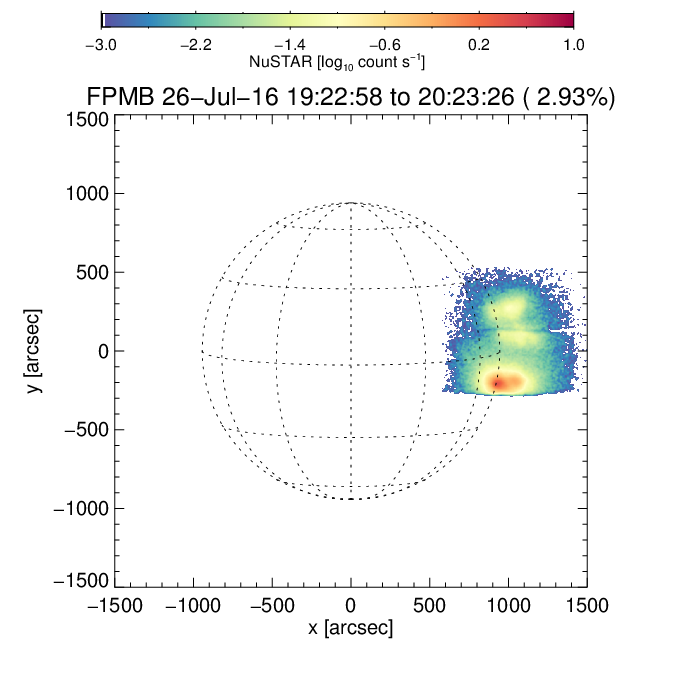 −3.0 −2.2 −1.4 −0.6 0.2 1.0
NuSTAR [log₁₀ count s⁻¹]
FPMB 26−Jul−16 19:22:58 to 20:23:26 ( 2.93%)
1500
1000
500
0
−500
−1000
−1500
y [arcsec]
−1500 −1000 −500 0 500 1000 1500
x [arcsec]